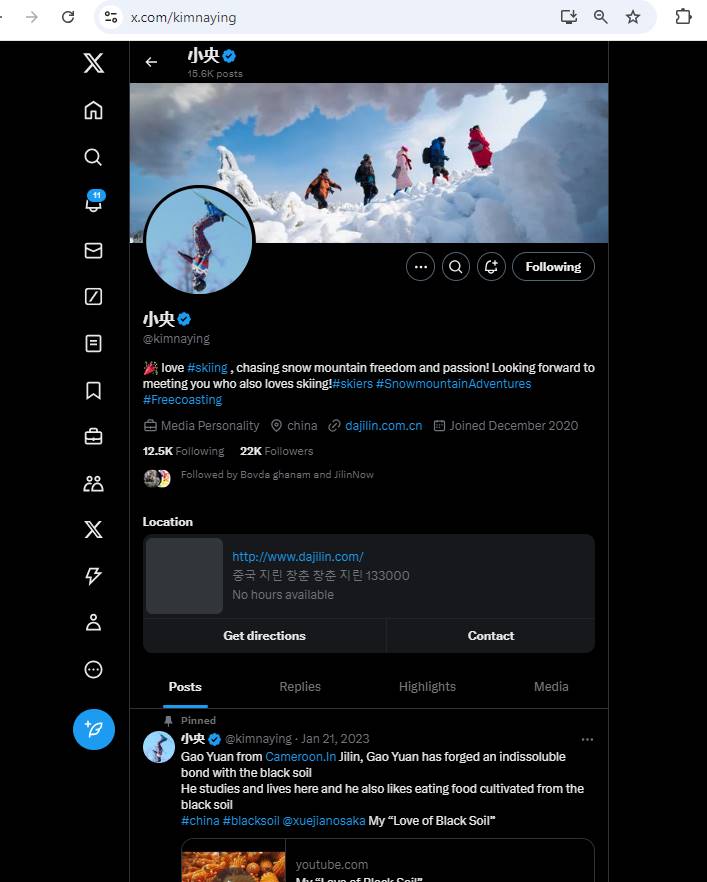 x.com/kimnaying
小央
15.6K posts
11
Following
小央
@kimnaying
love #skiing , chasing snow mountain freedom and passion! Looking forward to
meeting you who also loves skiing!#skiers #SnowmountainAdventures
#Freecoasting
Media Personality china dajilin.com.cn Joined December 2020
12.5K Following 22K Followers
Followed by Bovda ghanam and JilinNow
Location
http://www.dajilin.com/
중국 지린 창춘 창춘 지린 133000
No hours available
Get directions Contact
Posts Replies Highlights Media
Pinned
小央 @kimnaying · Jan 21, 2023
Gao Yuan from Cameroon.In Jilin, Gao Yuan has forged an indissoluble
bond with the black soil
He studies and lives here and he also likes eating food cultivated from the
black soil
#china #blacksoil @xuejianosaka My “Love of Black Soil”
youtube.com
My “Love of Black Soil”